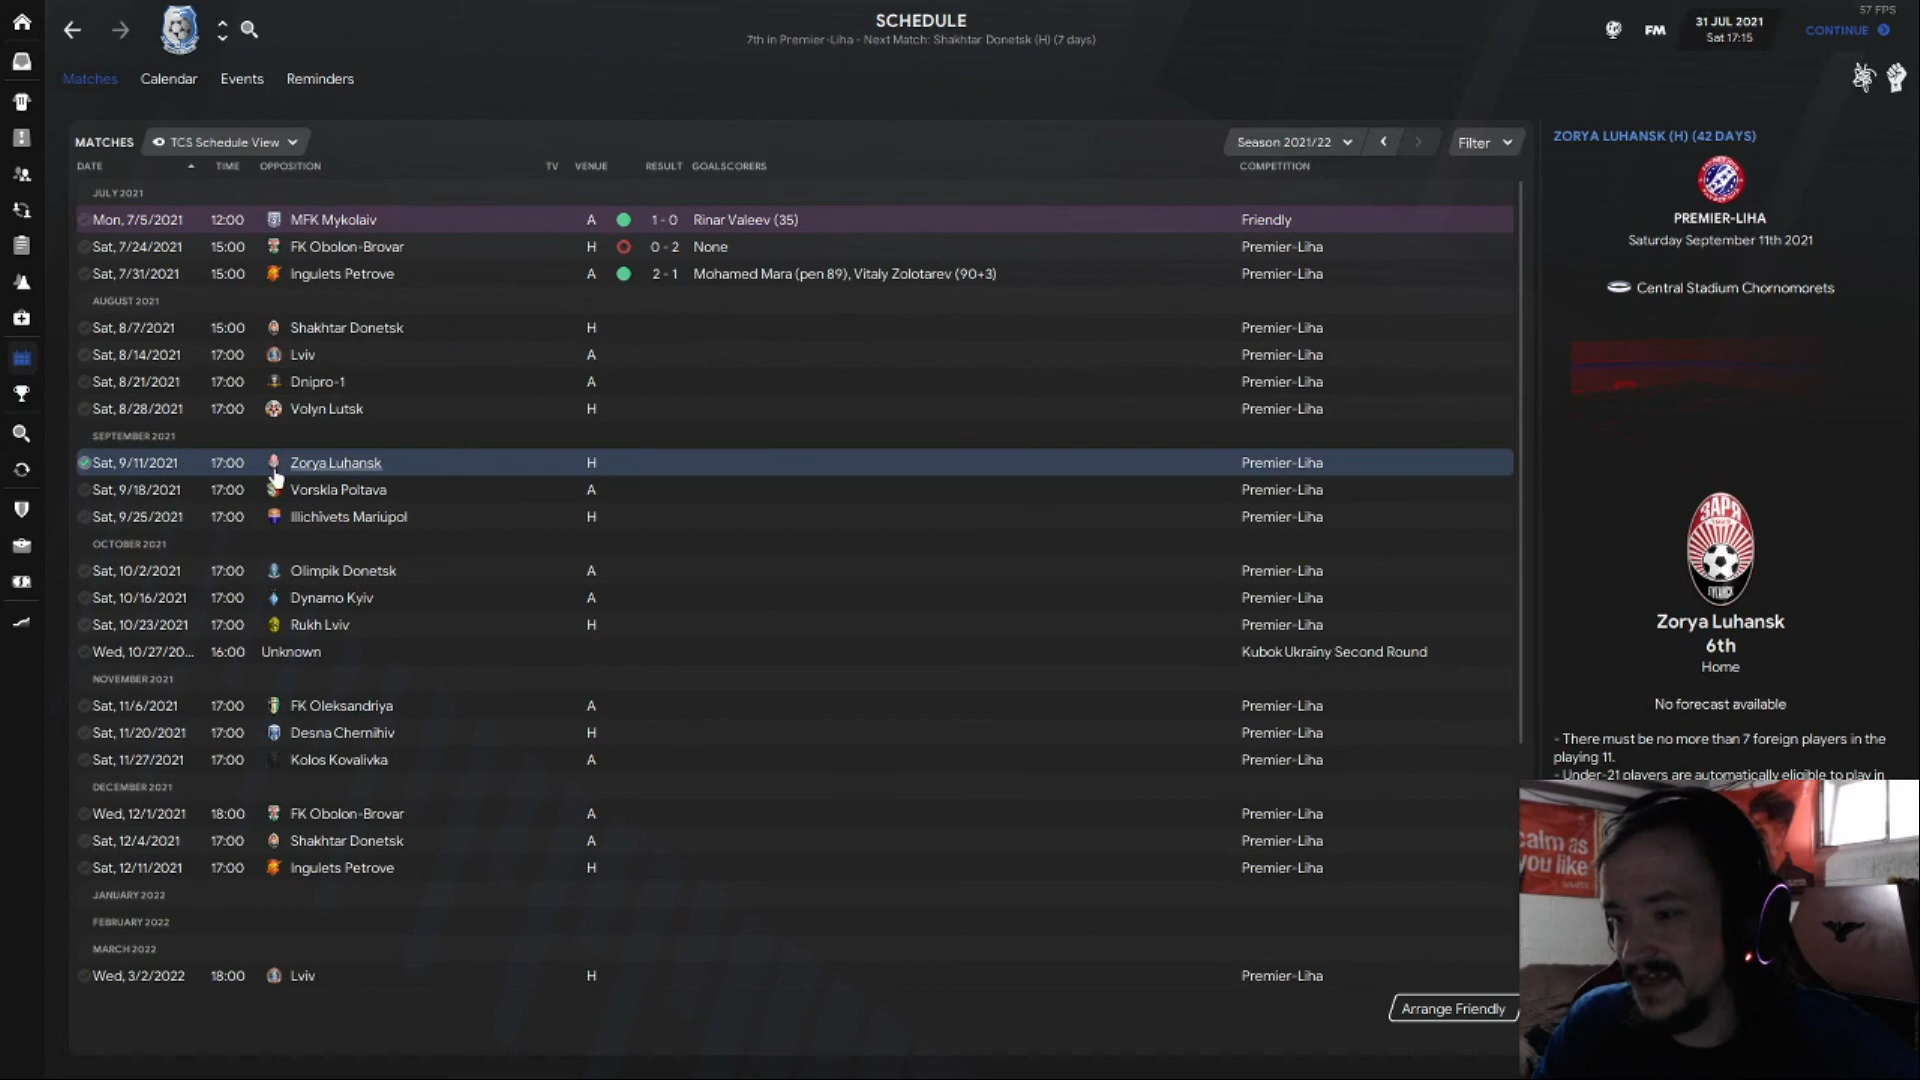 57 FPS
SCHEDULE
7th in Premier-Liha - Next Match: Shakhtar Donetsk (H) (7 days)
FM
31 JUL 2021
Sat 17:15
CONTINUE
Matches Calendar Events Reminders
MATCHES TCS Schedule View Season 2021/22 Filter
DATE TIME OPPOSITION TV VENUE RESULT GOALSCORERS COMPETITION
JULY 2021
Mon, 7/5/2021 12:00 MFK Mykolaiv A 1 - 0 Rinar Valeev (35) Friendly
Sat, 7/24/2021 15:00 FK Obolon-Brovar H 0 - 2 None Premier-Liha
Sat, 7/31/2021 15:00 Ingulets Petrove A 2 - 1 Mohamed Mara (pen 89), Vitaly Zolotarev (90+3) Premier-Liha
AUGUST 2021
Sat, 8/7/2021 15:00 Shakhtar Donetsk H Premier-Liha
Sat, 8/14/2021 17:00 Lviv A Premier-Liha
Sat, 8/21/2021 17:00 Dnipro-1 A Premier-Liha
Sat, 8/28/2021 17:00 Volyn Lutsk H Premier-Liha
SEPTEMBER 2021
Sat, 9/11/2021 17:00 Zorya Luhansk H Premier-Liha
Sat, 9/18/2021 17:00 Vorskla Poltava A Premier-Liha
Sat, 9/25/2021 17:00 Illichivets Mariupol H Premier-Liha
OCTOBER 2021
Sat, 10/2/2021 17:00 Olimpik Donetsk A Premier-Liha
Sat, 10/16/2021 17:00 Dynamo Kyiv A Premier-Liha
Sat, 10/23/2021 17:00 Rukh Lviv H Premier-Liha
Wed, 10/27/20... 16:00 Unknown Kubok Ukrainy Second Round
NOVEMBER 2021
Sat, 11/6/2021 17:00 FK Oleksandriya A Premier-Liha
Sat, 11/20/2021 17:00 Desna Chernihiv H Premier-Liha
Sat, 11/27/2021 17:00 Kolos Kovalivka A Premier-Liha
DECEMBER 2021
Wed, 12/1/2021 18:00 FK Obolon-Brovar A Premier-Liha
Sat, 12/4/2021 17:00 Shakhtar Donetsk A Premier-Liha
Sat, 12/11/2021 17:00 Ingulets Petrove H Premier-Liha
JANUARY 2022
FEBRUARY 2022
MARCH 2022
Wed, 3/2/2022 18:00 Lviv H Premier-Liha
Arrange Friendly
ZORYA LUHANSK (H) (42 DAYS)
PREMIER-LIHA
Saturday September 11th 2021
Central Stadium Chornomorets
ЗАРЯ
Zorya Luhansk
6th
Home
No forecast available
- There must be no more than 7 foreign players in the
playing 11.
- Under-21 players are automatically eligible to play in
calm as
you like